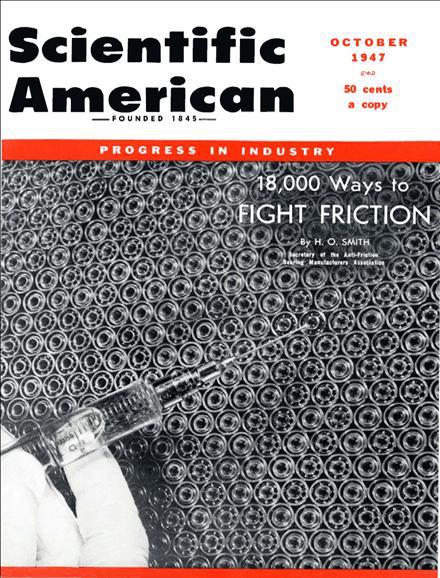 Scientific
American
FOUNDED 1845
OCTOBER
1947
50 cents
a copy
PROGRESS IN INDUSTRY
18,000 Ways to
FIGHT FRICTION
By H. O. SMITH
Secretary of the Anti-Friction
Bearing Manufacturers Association